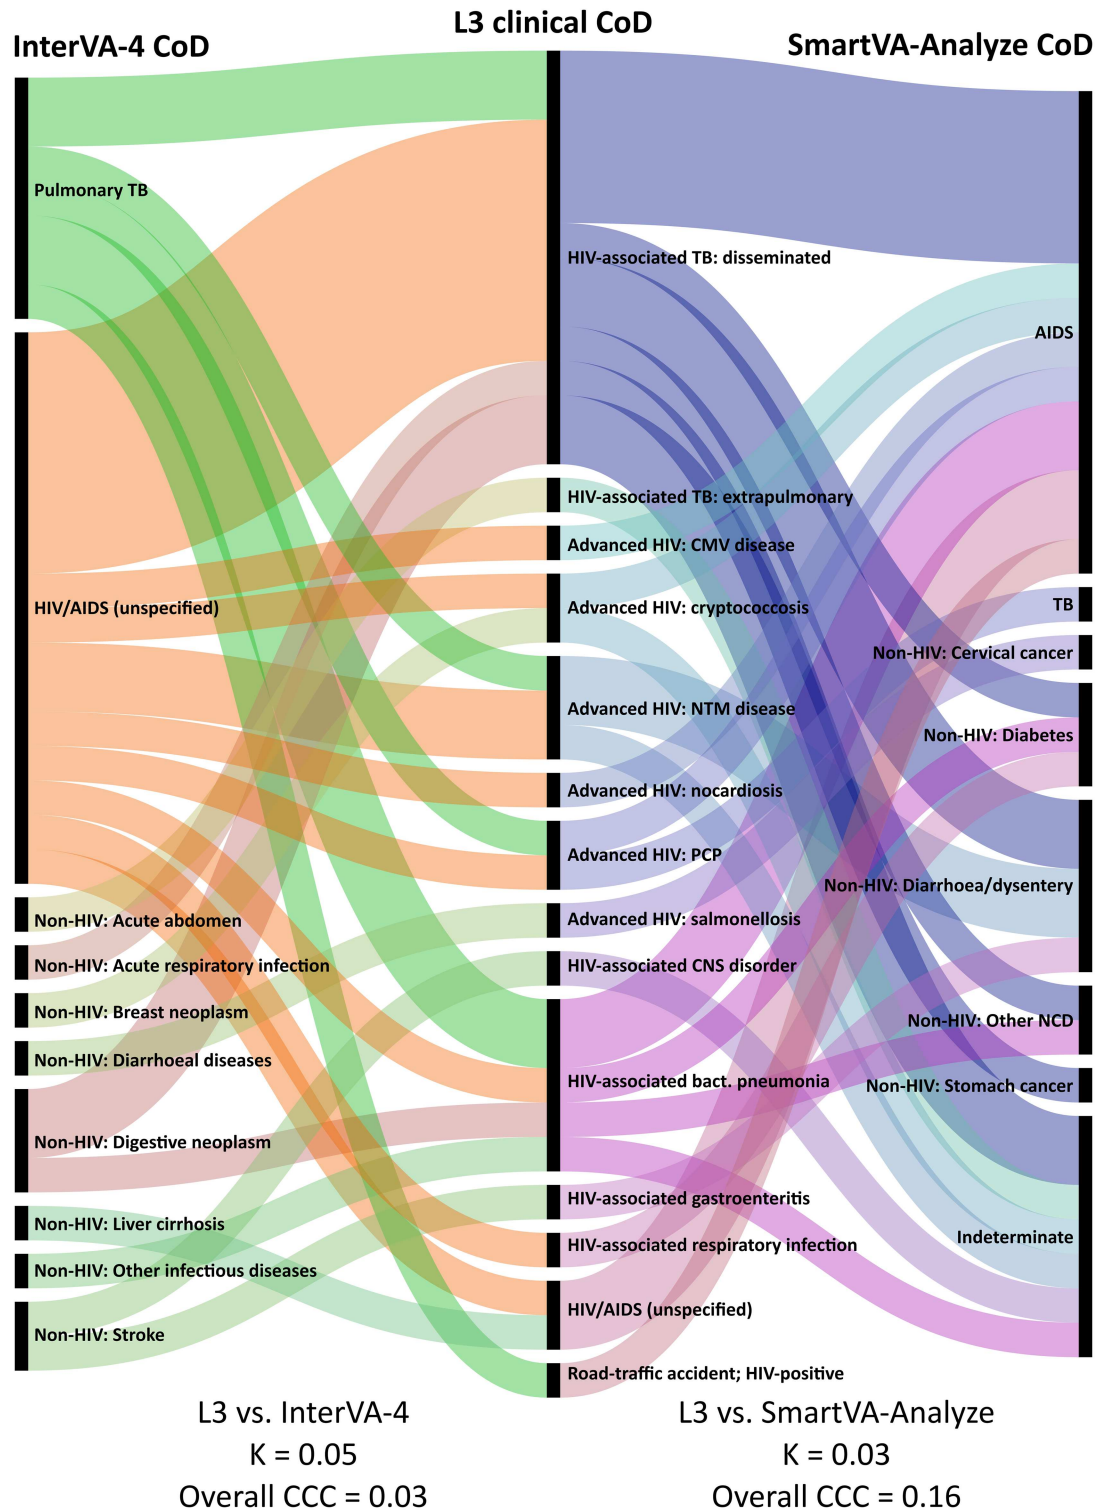 InterVA-4 CoD
L3 clinical CoD
SmartVA-Analyze CoD
Pulmonary TB
HIV/AIDS (unspecified)
Non-HIV: Acute abdomen
Non-HIV: Acute respiratory infection
Non-HIV: Breast neoplasm
Non-HIV: Diarrhoeal diseases
Non-HIV: Digestive neoplasm
Non-HIV: Liver cirrhosis
Non-HIV: Other infectious diseases
Non-HIV: Stroke
HIV-associated TB: disseminated
HIV-associated TB: extrapulmonary
Advanced HIV: CMV disease
Advanced HIV: cryptococcosis
Advanced HIV: NTM disease
Advanced HIV: nocardiosis
Advanced HIV: PCP
Advanced HIV: salmonellosis
HIV-associated CNS disorder
HIV-associated bact. pneumonia
HIV-associated gastroenteritis
HIV-associated respiratory infection
HIV/AIDS (unspecified)
Road-traffic accident; HIV-positive
AIDS
TB
Non-HIV: Cervical cancer
Non-HIV: Diabetes
Non-HIV: Diarrhoea/dysentery
Non-HIV: Other NCD
Non-HIV: Stomach cancer
Indeterminate
L3 vs. InterVA-4
K = 0.05
Overall CCC = 0.03
L3 vs. SmartVA-Analyze
K = 0.03
Overall CCC = 0.16